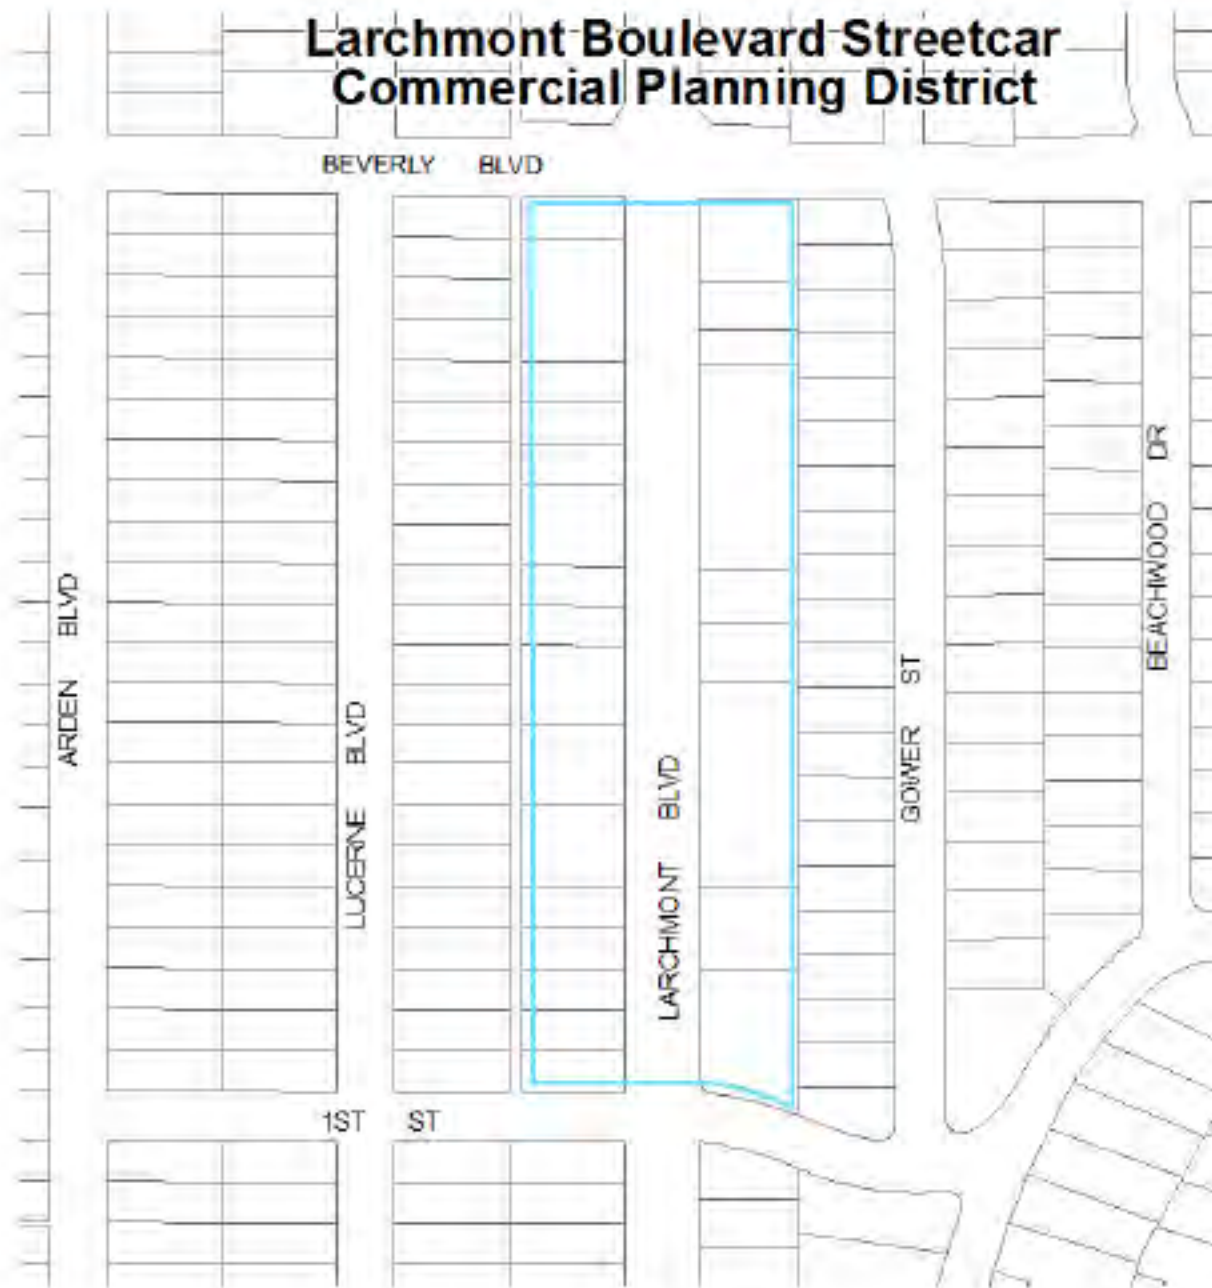 Larchmont Boulevard Streetcar
Commercial Planning District
BEVERLY BLVD
ARDEN BLVD
LUCERNE BLVD
LARCHMONT BLVD
GOWER ST
BEACHWOOD DR
1ST ST